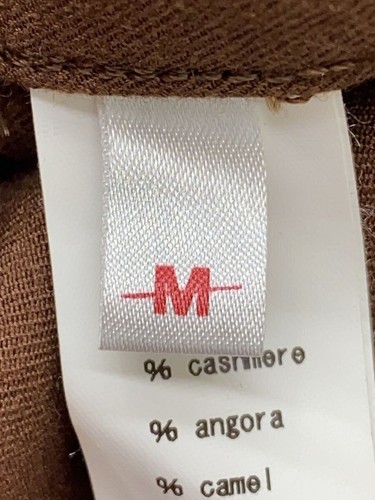 M
% cashmere
% angora
% camel